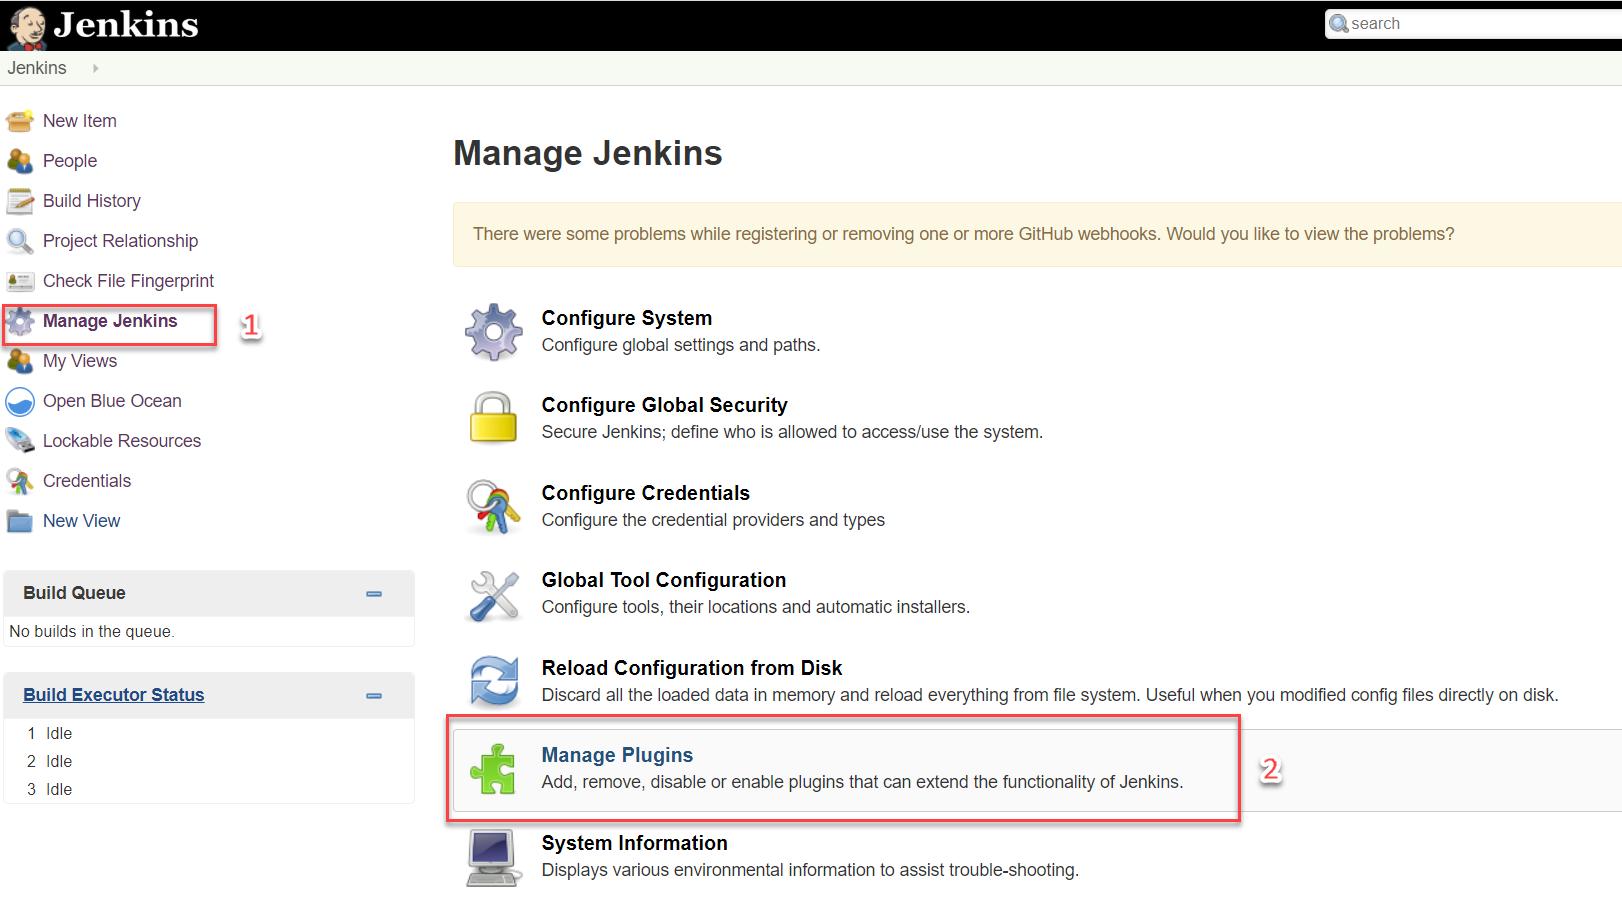 Jenkins
search
Jenkins
New Item
People
Build History
Project Relationship
Check File Fingerprint
Manage Jenkins
1
My Views
Open Blue Ocean
Lockable Resources
Credentials
New View
Build Queue
No builds in the queue.
Build Executor Status
1 Idle
2 Idle
3 Idle
Manage Jenkins
There were some problems while registering or removing one or more GitHub webhooks. Would you like to view the problems?
Configure System
Configure global settings and paths.
Configure Global Security
Secure Jenkins; define who is allowed to access/use the system.
Configure Credentials
Configure the credential providers and types
Global Tool Configuration
Configure tools, their locations and automatic installers.
Reload Configuration from Disk
Discard all the loaded data in memory and reload everything from file system. Useful when you modified config files directly on disk.
Manage Plugins
Add, remove, disable or enable plugins that can extend the functionality of Jenkins.
2
System Information
Displays various environmental information to assist trouble-shooting.